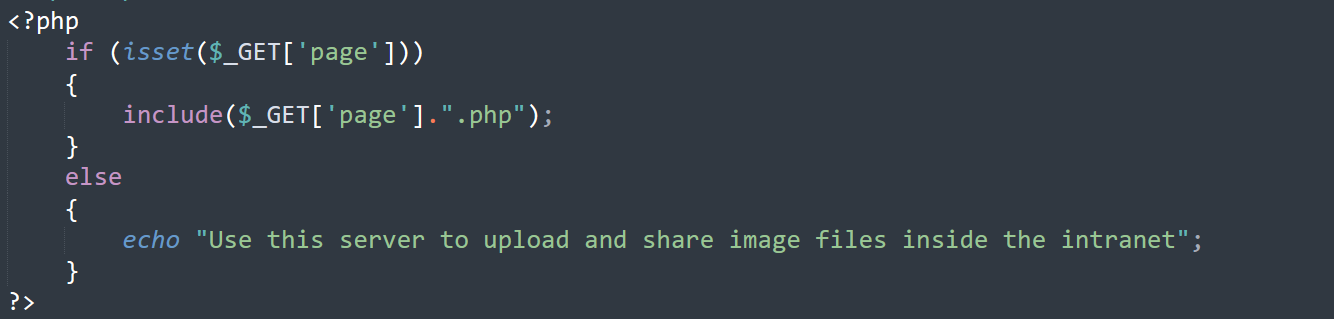 <?php
if (isset($_GET['page']))
{
include($_GET['page'].".php");
}
else
{
echo "Use this server to upload and share image files inside the intranet";
}
?>